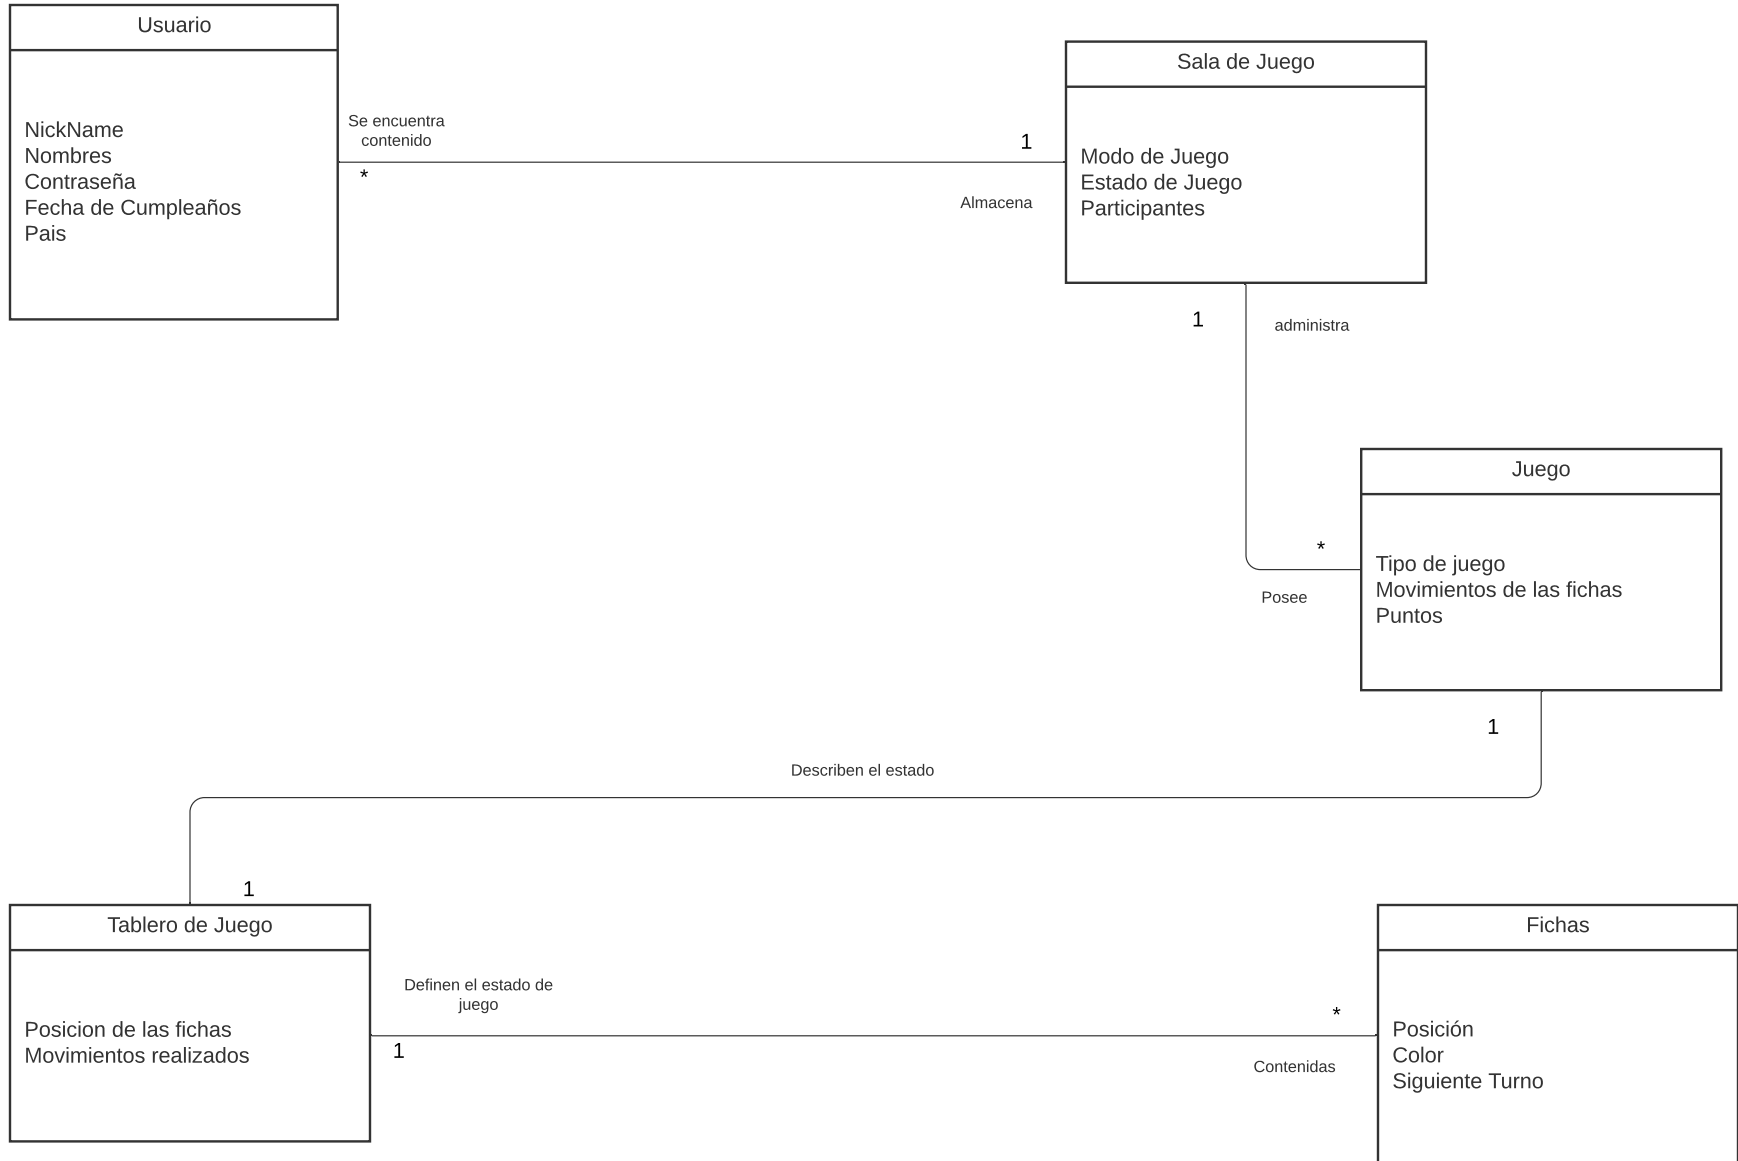 Usuario
NickName
Nombres
Contraseña
Fecha de Cumpleaños
Pais
Se encuentra
contenido
*
1
Almacena
Sala de Juego
Modo de Juego
Estado de Juego
Participantes
1
administra
*
Posee
Juego
Tipo de juego
Movimientos de las fichas
Puntos
1
Describen el estado
1
Tablero de Juego
Posicion de las fichas
Movimientos realizados
Definen el estado de
juego
1
*
Contenidas
Fichas
Posición
Color
Siguiente Turno